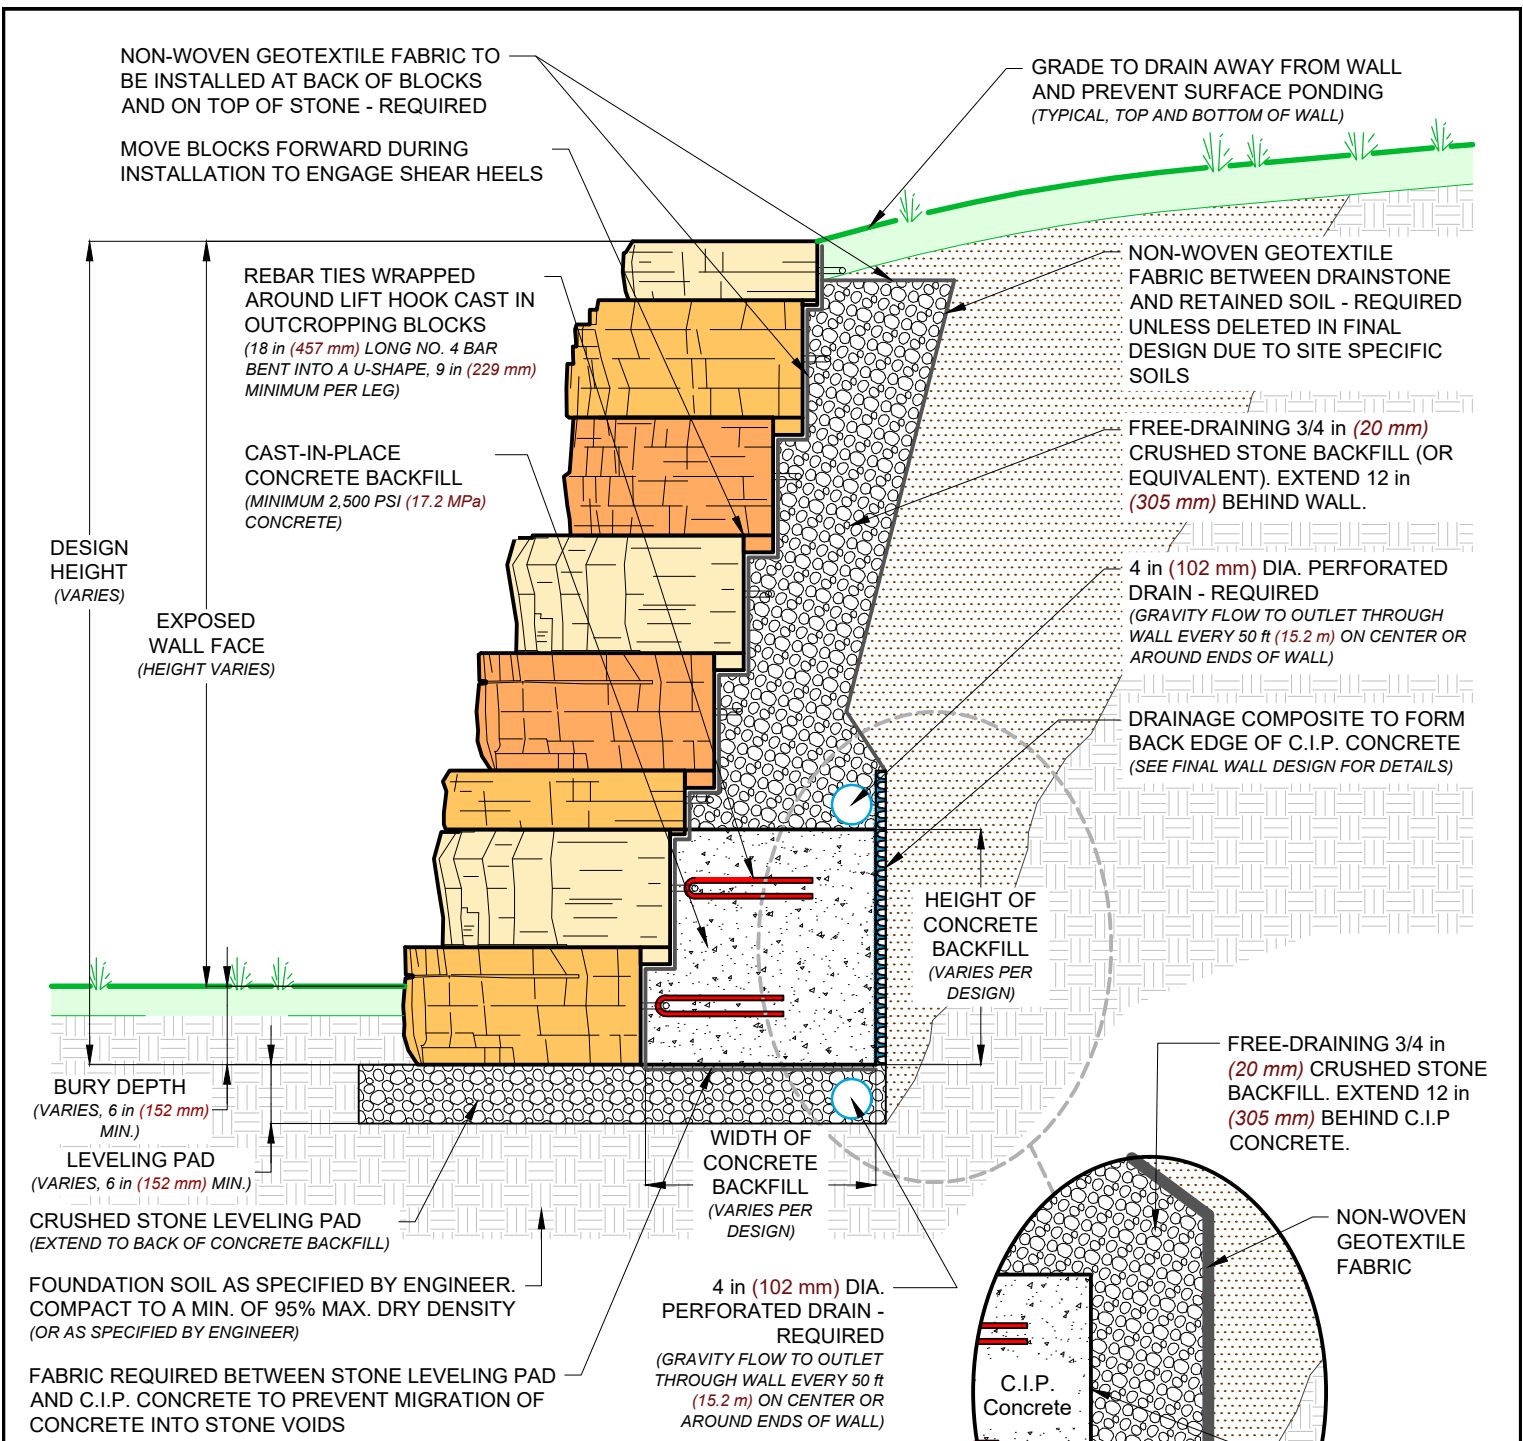 NON-WOVEN GEOTEXTILE FABRIC TO
BE INSTALLED AT BACK OF BLOCKS
AND ON TOP OF STONE - REQUIRED
MOVE BLOCKS FORWARD DURING
INSTALLATION TO ENGAGE SHEAR HEELS
REBAR TIES WRAPPED
AROUND LIFT HOOK CAST IN
OUTCROPPING BLOCKS
(18 in (457 mm) LONG NO. 4 BAR
BENT INTO A U-SHAPE, 9 in (229 mm)
MINIMUM PER LEG)
CAST-IN-PLACE
CONCRETE BACKFILL
(MINIMUM 2,500 PSI (17.2 MPa)
CONCRETE)
DESIGN
HEIGHT
(VARIES)
EXPOSED
WALL FACE
(HEIGHT VARIES)
GRADE TO DRAIN AWAY FROM WALL
AND PREVENT SURFACE PONDING
(TYPICAL, TOP AND BOTTOM OF WALL)
NON-WOVEN GEOTEXTILE
FABRIC BETWEEN DRAINSTONE
AND RETAINED SOIL - REQUIRED
UNLESS DELETED IN FINAL
DESIGN DUE TO SITE SPECIFIC
SOILS
FREE-DRAINING 3/4 in (20 mm)
CRUSHED STONE BACKFILL (OR
EQUIVALENT). EXTEND 12 in
(305 mm) BEHIND WALL.
4 in (102 mm) DIA. PERFORATED
DRAIN - REQUIRED
(GRAVITY FLOW TO OUTLET THROUGH
WALL EVERY 50 ft (15.2 m) ON CENTER OR
AROUND ENDS OF WALL)
DRAINAGE COMPOSITE TO FORM
BACK EDGE OF C.I.P. CONCRETE
(SEE FINAL WALL DESIGN FOR DETAILS)
HEIGHT OF
CONCRETE
BACKFILL
(VARIES PER
DESIGN)
BURY DEPTH
(VARIES, 6 in (152 mm)
MIN.)
LEVELING PAD
(VARIES, 6 in (152 mm) MIN.)
CRUSHED STONE LEVELING PAD
(EXTEND TO BACK OF CONCRETE BACKFILL)
FOUNDATION SOIL AS SPECIFIED BY ENGINEER.
COMPACT TO A MIN. OF 95% MAX. DRY DENSITY
(OR AS SPECIFIED BY ENGINEER)
FABRIC REQUIRED BETWEEN STONE LEVELING PAD
AND C.I.P. CONCRETE TO PREVENT MIGRATION OF
CONCRETE INTO STONE VOIDS
WIDTH OF
CONCRETE
BACKFILL
(VARIES PER
DESIGN)
4 in (102 mm) DIA.
PERFORATED DRAIN -
REQUIRED
(GRAVITY FLOW TO OUTLET
THROUGH WALL EVERY 50 ft
(15.2 m) ON CENTER OR
AROUND ENDS OF WALL)
FREE-DRAINING 3/4 in
(20 mm) CRUSHED STONE
BACKFILL. EXTEND 12 in
(305 mm) BEHIND C.I.P
CONCRETE.
NON-WOVEN
GEOTEXTILE
FABRIC
C.I.P.
Concrete